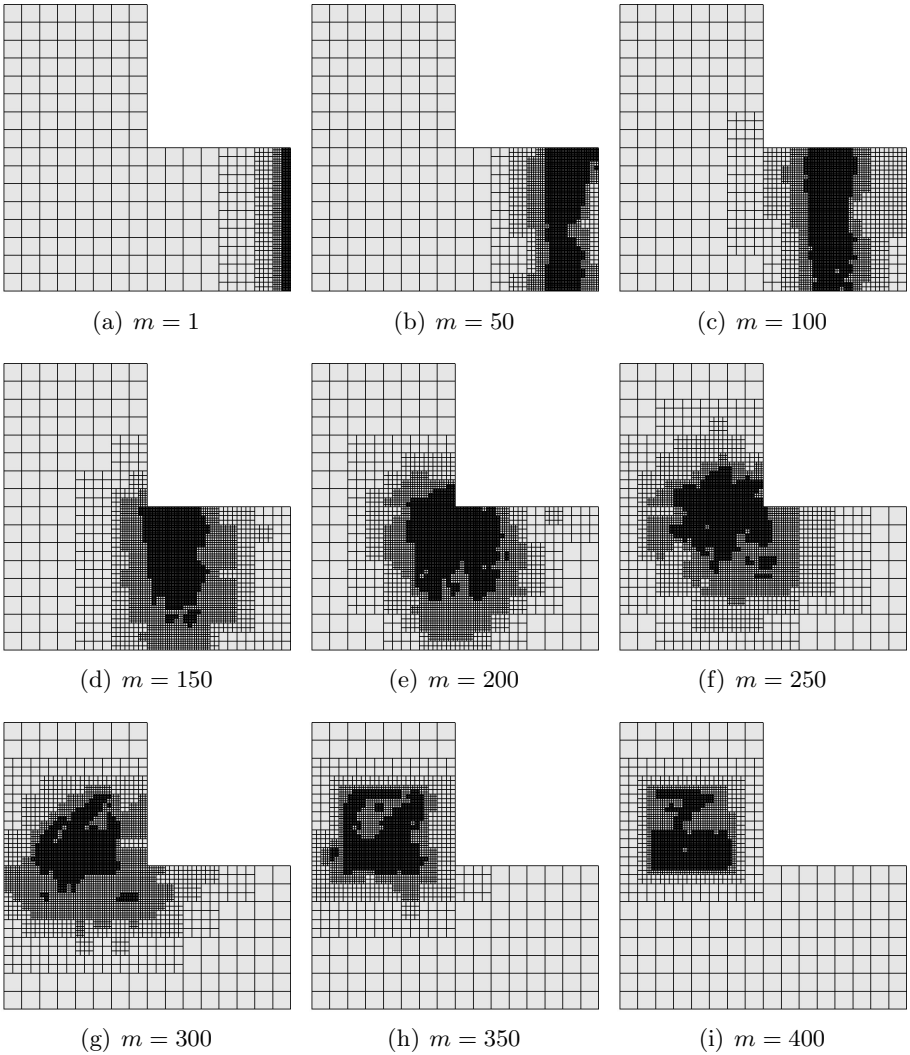 (a) m = 1 (b) m = 50 (c) m = 100
(d) m = 150 (e) m = 200 (f) m = 250
(g) m = 300 (h) m = 350 (i) m = 400